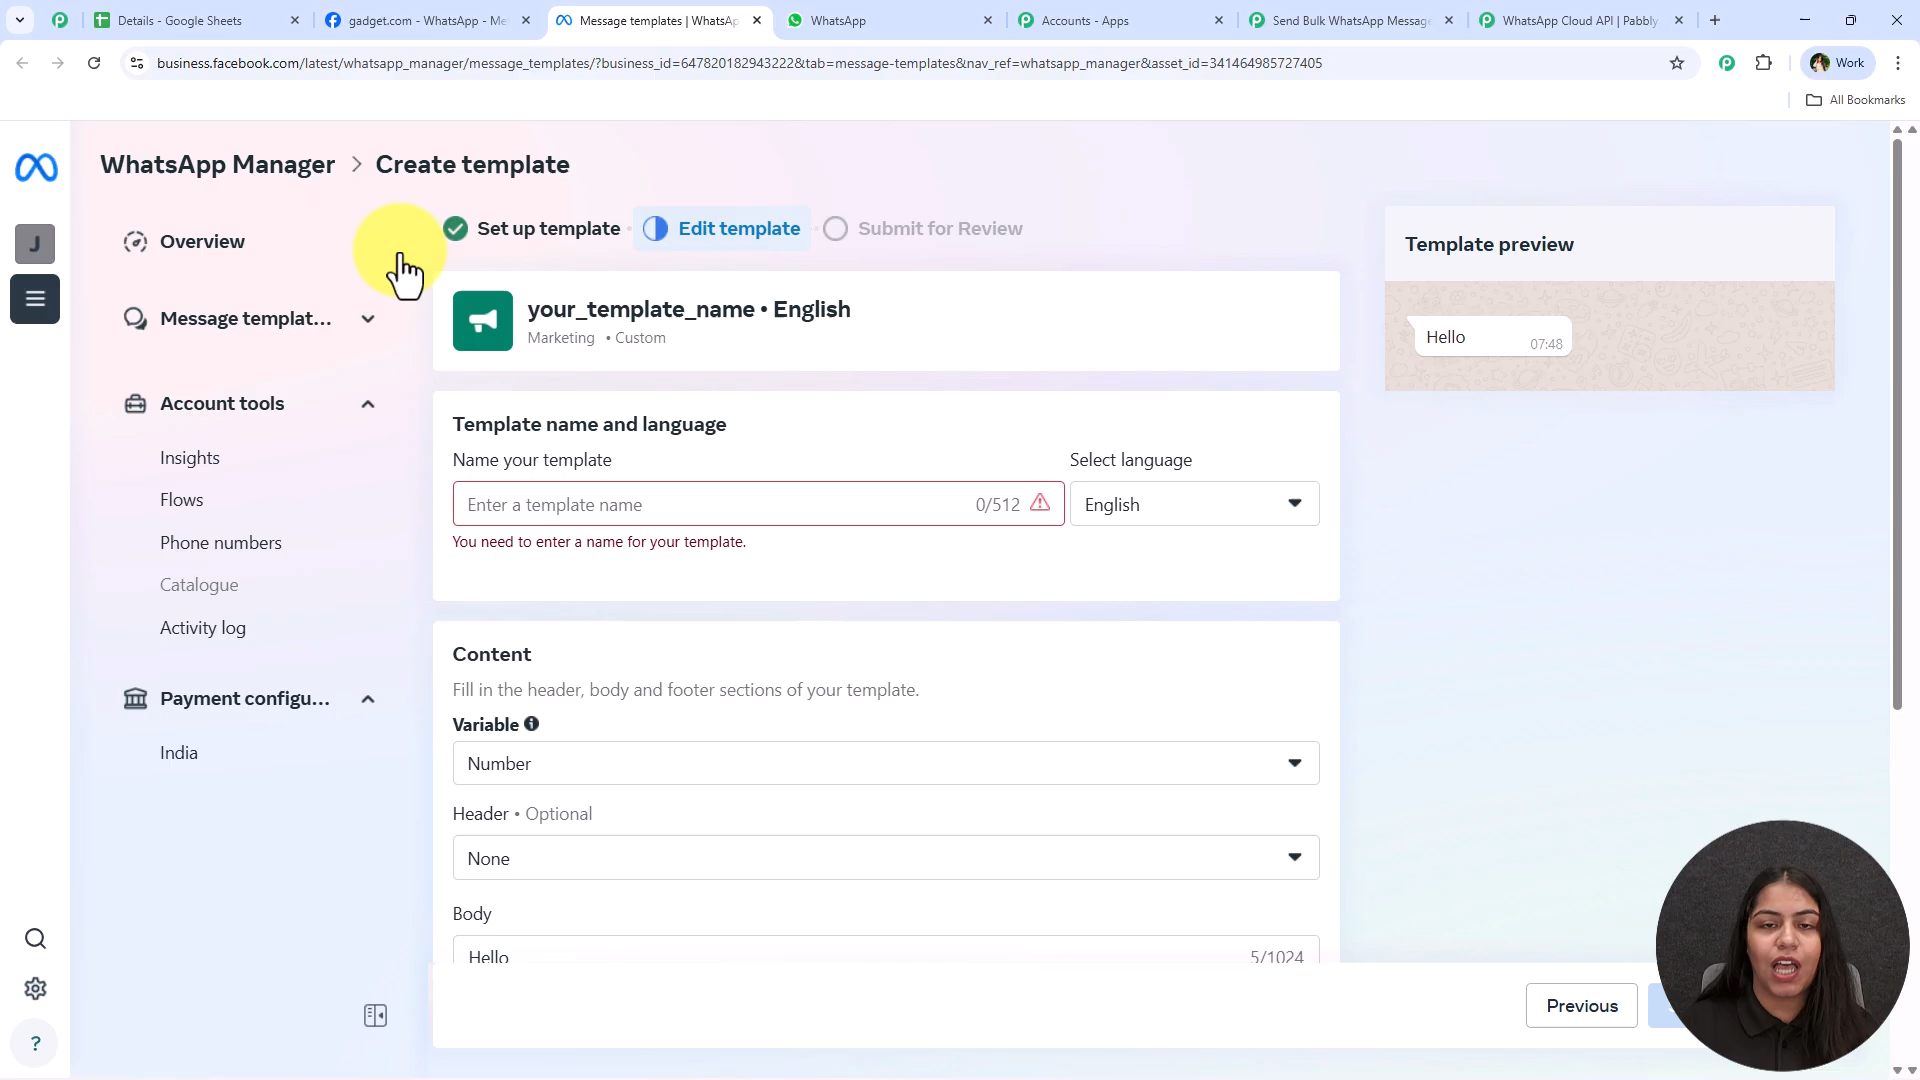 Details - Google Sheets
gadget.com - WhatsApp - Me
Message templates | WhatsAp
WhatsApp
Accounts - Apps
Send Bulk WhatsApp Message
WhatsApp Cloud API | Pabbly
business.facebook.com/latest/whatsapp_manager/message_templates/?business_id=647820182943222&tab=message-templates&nav_ref=whatsapp_manager&asset_id=341464985727405
Work
All Bookmarks
WhatsApp Manager > Create template
J
Overview
Message templat...
Account tools
Insights
Flows
Phone numbers
Catalogue
Activity log
Payment configu...
India
?
Set up template
Edit template
Submit for Review
your_template_name • English
Marketing • Custom
Template name and language
Name your template
Select language
Enter a template name 0/512
English
You need to enter a name for your template.
Content
Fill in the header, body and footer sections of your template.
Variable
Number
Header • Optional
None
Body
Hello 5/1024
Previous
Template preview
Hello 07:48